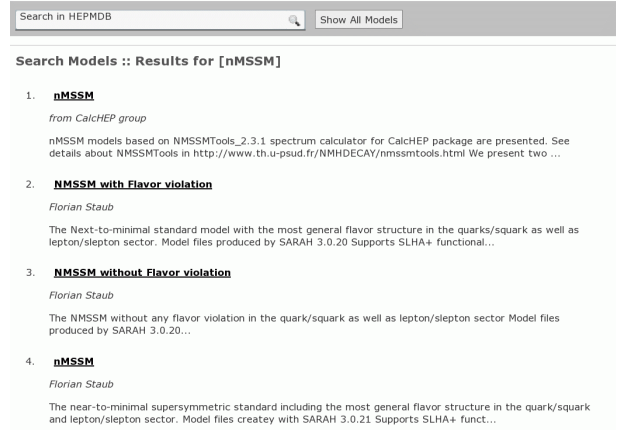 Search in HEPMDB
Show All Models
Search Models :: Results for [nMSSM]
1. nMSSM
from CalcHEP group
nMSSM models based on NMSSMTools_2.3.1 spectrum calculator for CalcHEP package are presented. See
details about NMSSMTools in http://www.th.u-psud.fr/NMHDECAY/nmssmtools.html We present two ...
2. NMSSM with Flavor violation
Florian Staub
The Next-to-minimal standard model with the most general flavor structure in the quarks/squark as well as
lepton/slepton sector. Model files produced by SARAH 3.0.20 Supports SLHA+ functional...
3. NMSSM without Flavor violation
Florian Staub
The NMSSM without any flavor violation in the quark/squark as well as lepton/slepton sector Model files
produced by SARAH 3.0.20...
4. nMSSM
Florian Staub
The near-to-minimal supersymmetric standard including the most general flavor structure in the quark/squark
and lepton/slepton sector. Model files createy with SARAH 3.0.21 Supports SLHA+ funct...